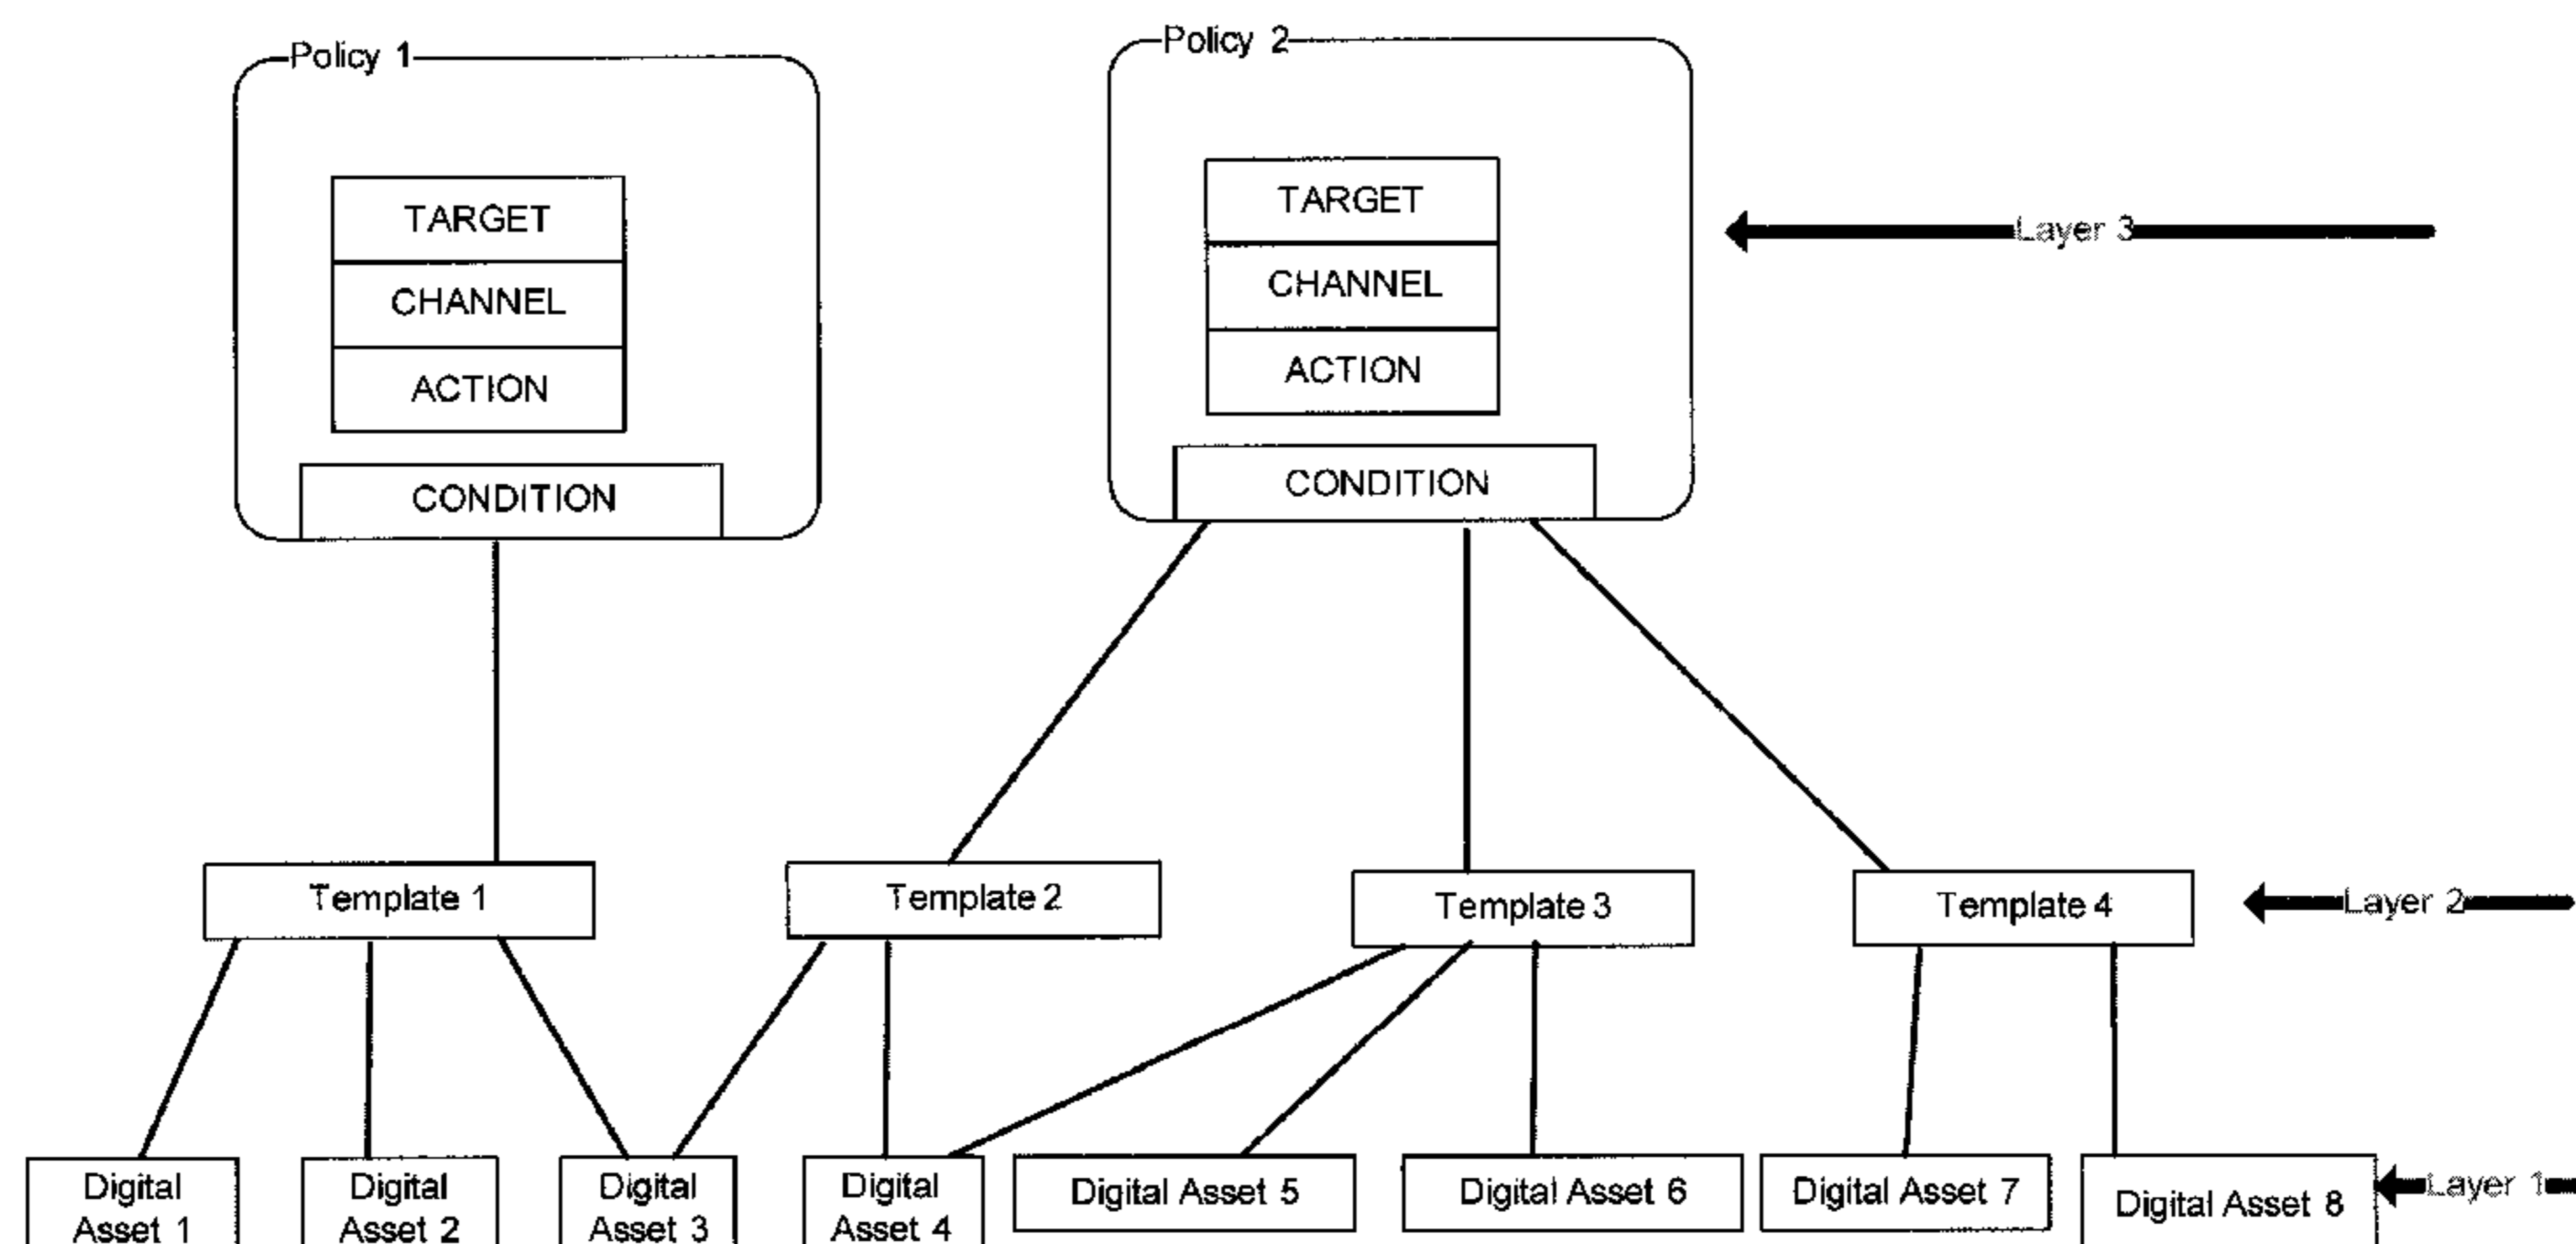 Policy 1
TARGET
CHANNEL
ACTION
CONDITION
Policy 2
TARGET
CHANNEL
ACTION
CONDITION
Layer 3
Template 1
Template 2
Template 3
Template 4
Layer 2
Digital
Asset 1
Digital
Asset 2
Digital
Asset 3
Digital
Asset 4
Digital Asset 5
Digital Asset 6
Digital Asset 7
Digital Asset 8
Layer 1